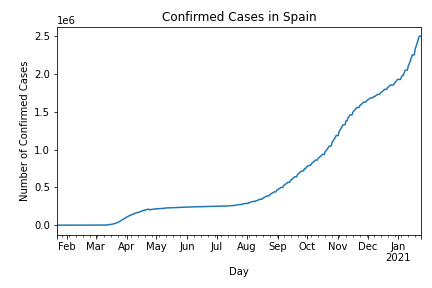 Confirmed Cases in Spain
1e6
2.5
2.0
1.5
1.0
0.5
0.0
Number of Confirmed Cases
Feb Mar Apr May Jun Jul Aug Sep Oct Nov Dec Jan
2021
Day